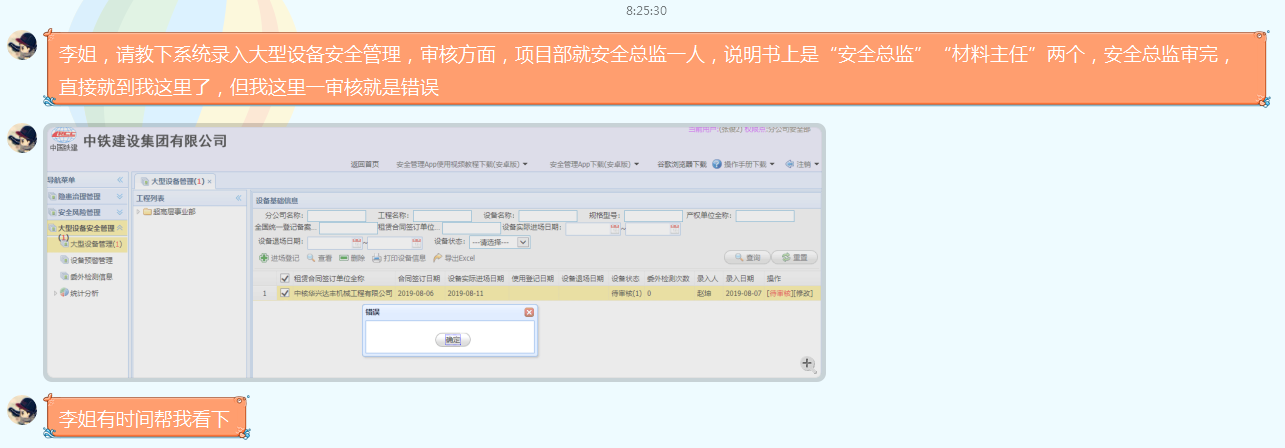 8:25:30
李姐，请教下系统录入大型设备安全管理，审核方面，项目部就安全总监一人，说明书上是“安全总监”“材料主任”两个，安全总监审完，
直接就到我这里了，但我这里一审核就是错误
当前用户:(张锁2) 权限点:分公司安全部
中国铁建 中铁建设集团有限公司
返回首页 安全管理App使用视频教程下载(安卓版) 安全管理App下载(安卓版) 谷歌浏览器下载 操作手册下载 注销
导航菜单
隐患治理管理
安全风险管理
大型设备安全管理
(1)
大型设备管理(1)
设备预警管理
委外检测信息
统计分析
大型设备管理(1)
工程列表
超高层事业部
设备基础信息
分公司名称: 工程名称: 设备名称: 规格型号: 产权单位全称:
全国统一登记备案... 租赁合同签订单位... 设备实际进场日期: ~
设备退场日期: ~ 设备状态: ---请选择---
进场登记 查看 删除 打印设备信息 导出Excel 查询 重置
租赁合同签订单位全称 合同签订日期 设备实际进场日期 使用登记日期 设备退场日期 设备状态 委外检测次数 录入人 录入日期 操作
1 中核华兴达丰机械工程有限公司 2019-08-06 2019-08-11 待审核[1] 0 赵坤 2019-08-07 [待审核][修改]
错误
确定
李姐有时间帮我看下